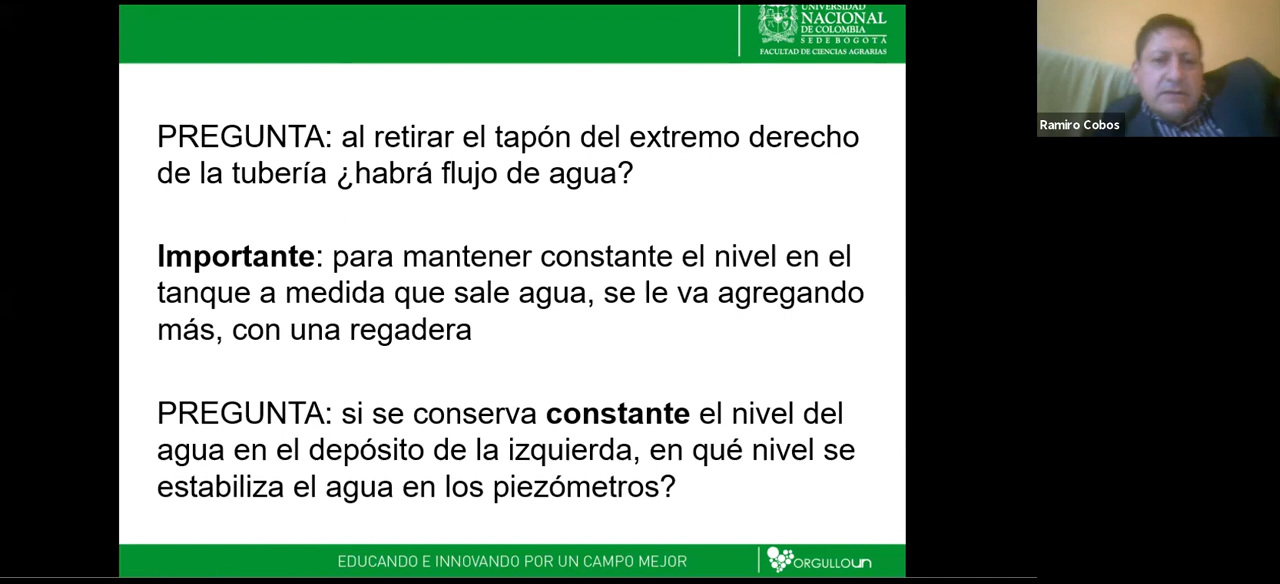 UNIVERSIDAD
NACIONAL
DE COLOMBIA
SEDE BOGOTÁ
FACULTAD DE CIENCIAS AGRARIAS
Ramiro Cobos
PREGUNTA: al retirar el tapón del extremo derecho
de la tubería ¿habrá flujo de agua?
Importante: para mantener constante el nivel en el
tanque a medida que sale agua, se le va agregando
más, con una regadera
PREGUNTA: si se conserva constante el nivel del
agua en el depósito de la izquierda, en qué nivel se
estabiliza el agua en los piezómetros?
EDUCANDO E INNOVANDO POR UN CAMPO MEJOR
ORGULLOUN